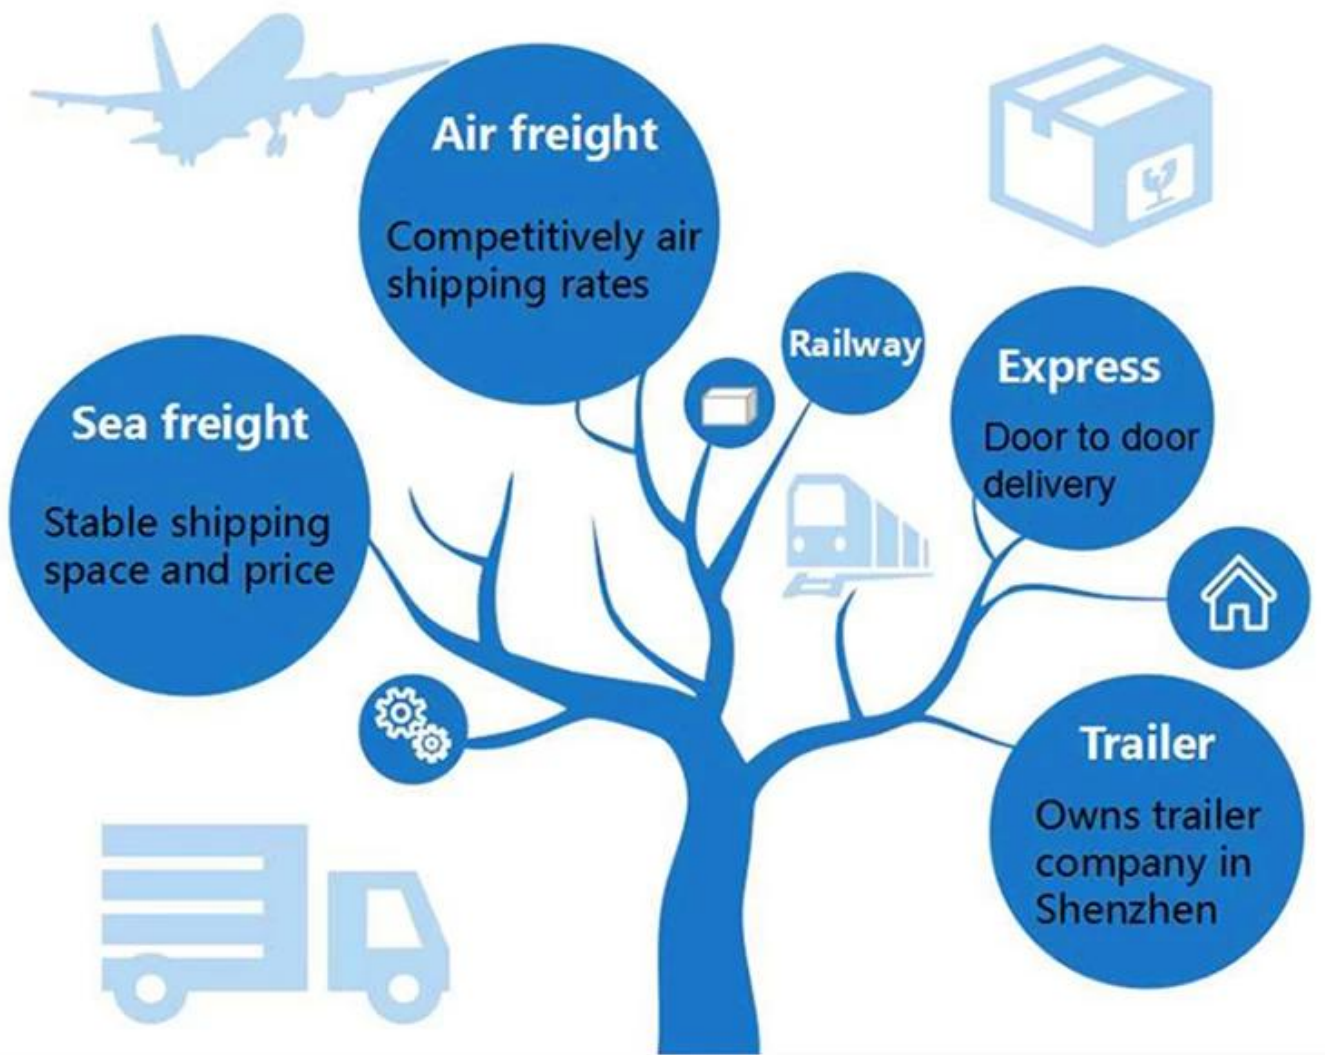 Air freight
Competitively air
shipping rates
Railway
Express
Door to door
delivery
Sea freight
Stable shipping
space and price
Trailer
Owns trailer
company in
Shenzhen